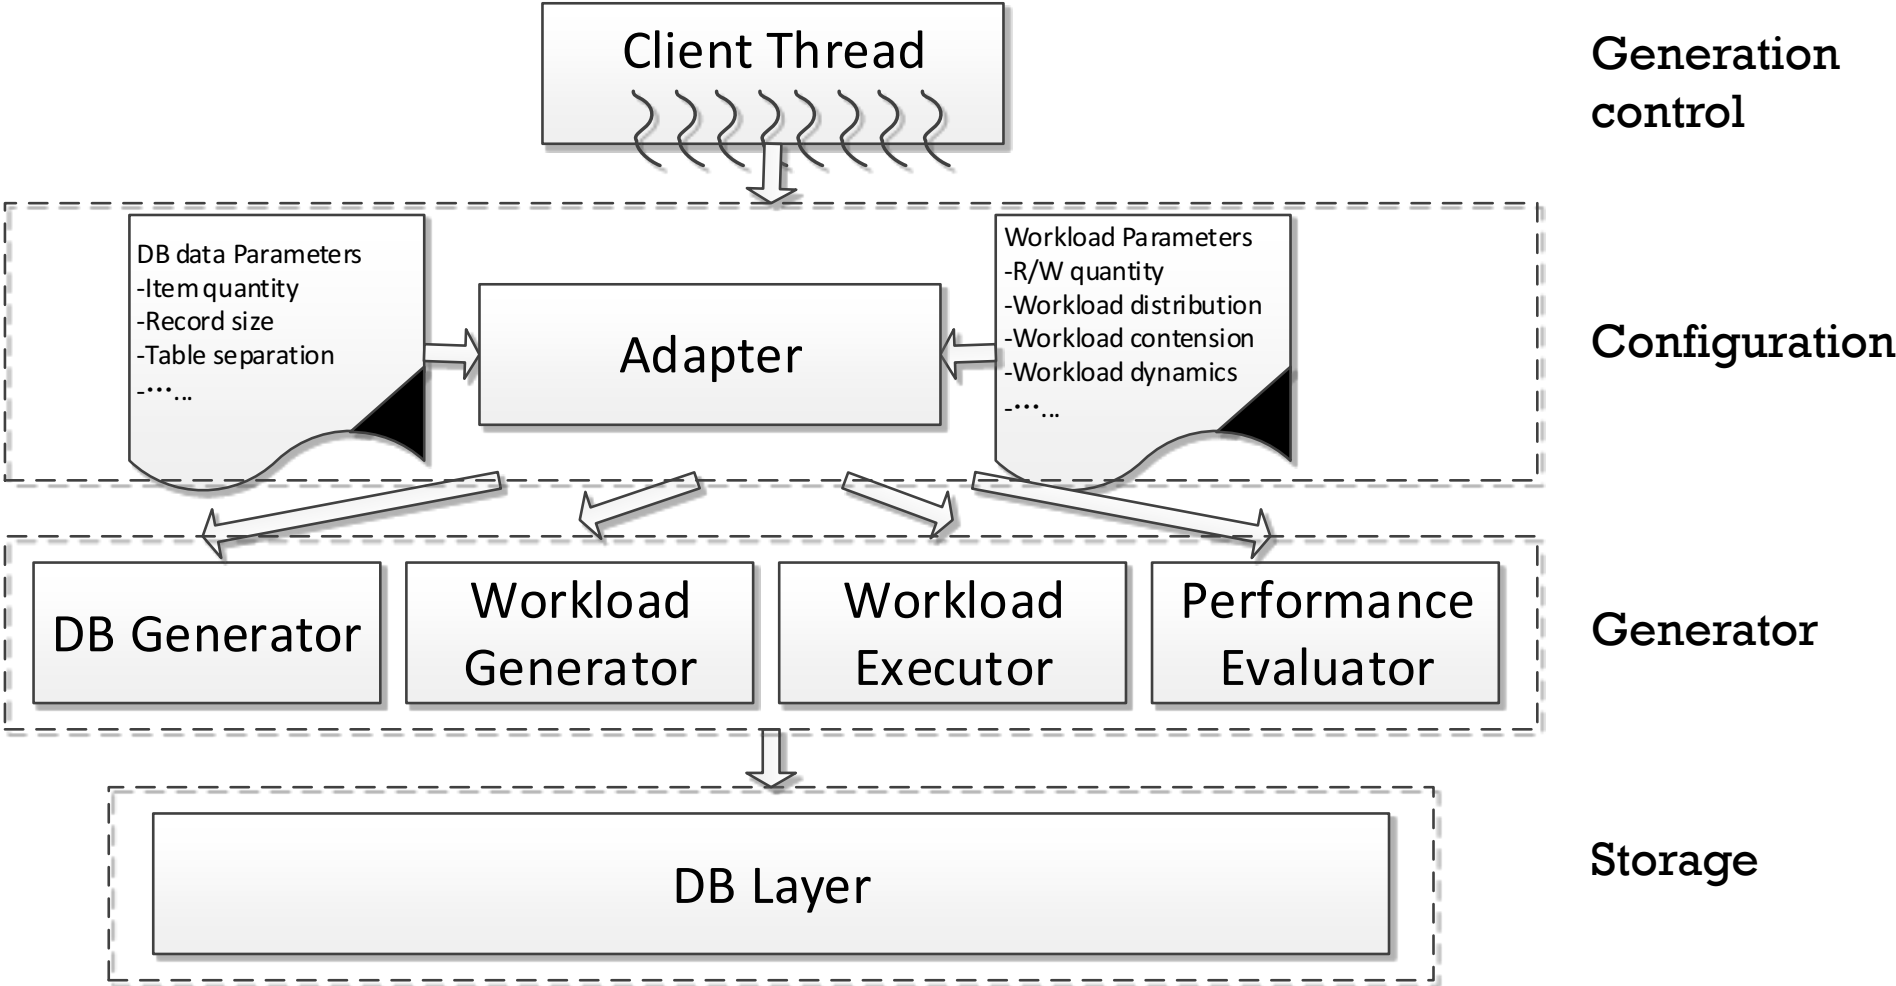 Client Thread
Generation
control
DB data Parameters
-Item quantity
-Record size
-Table separation
-......
Adapter
Workload Parameters
-R/W quantity
-Workload distribution
-Workload contension
-Workload dynamics
-......
Configuration
DB Generator
Workload
Generator
Workload
Executor
Performance
Evaluator
Generator
DB Layer
Storage